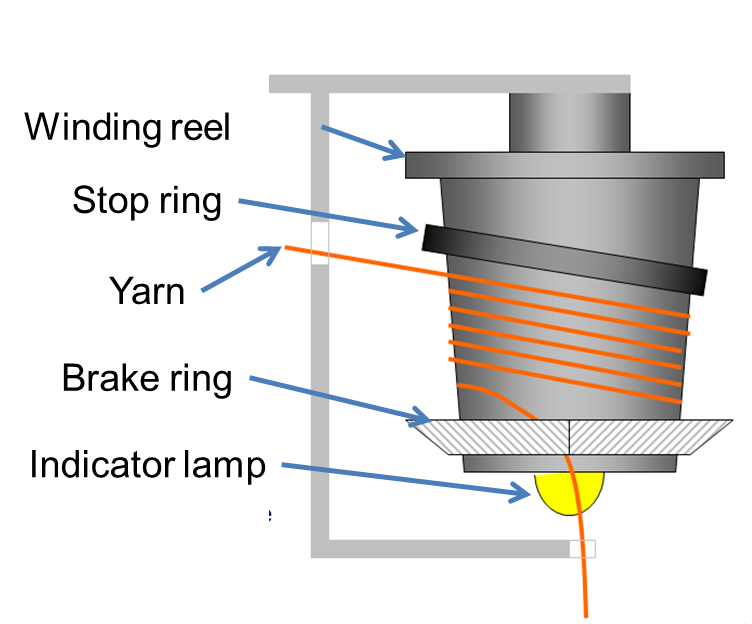 Winding reel
Stop ring
Yarn
Brake ring
Indicator lamp